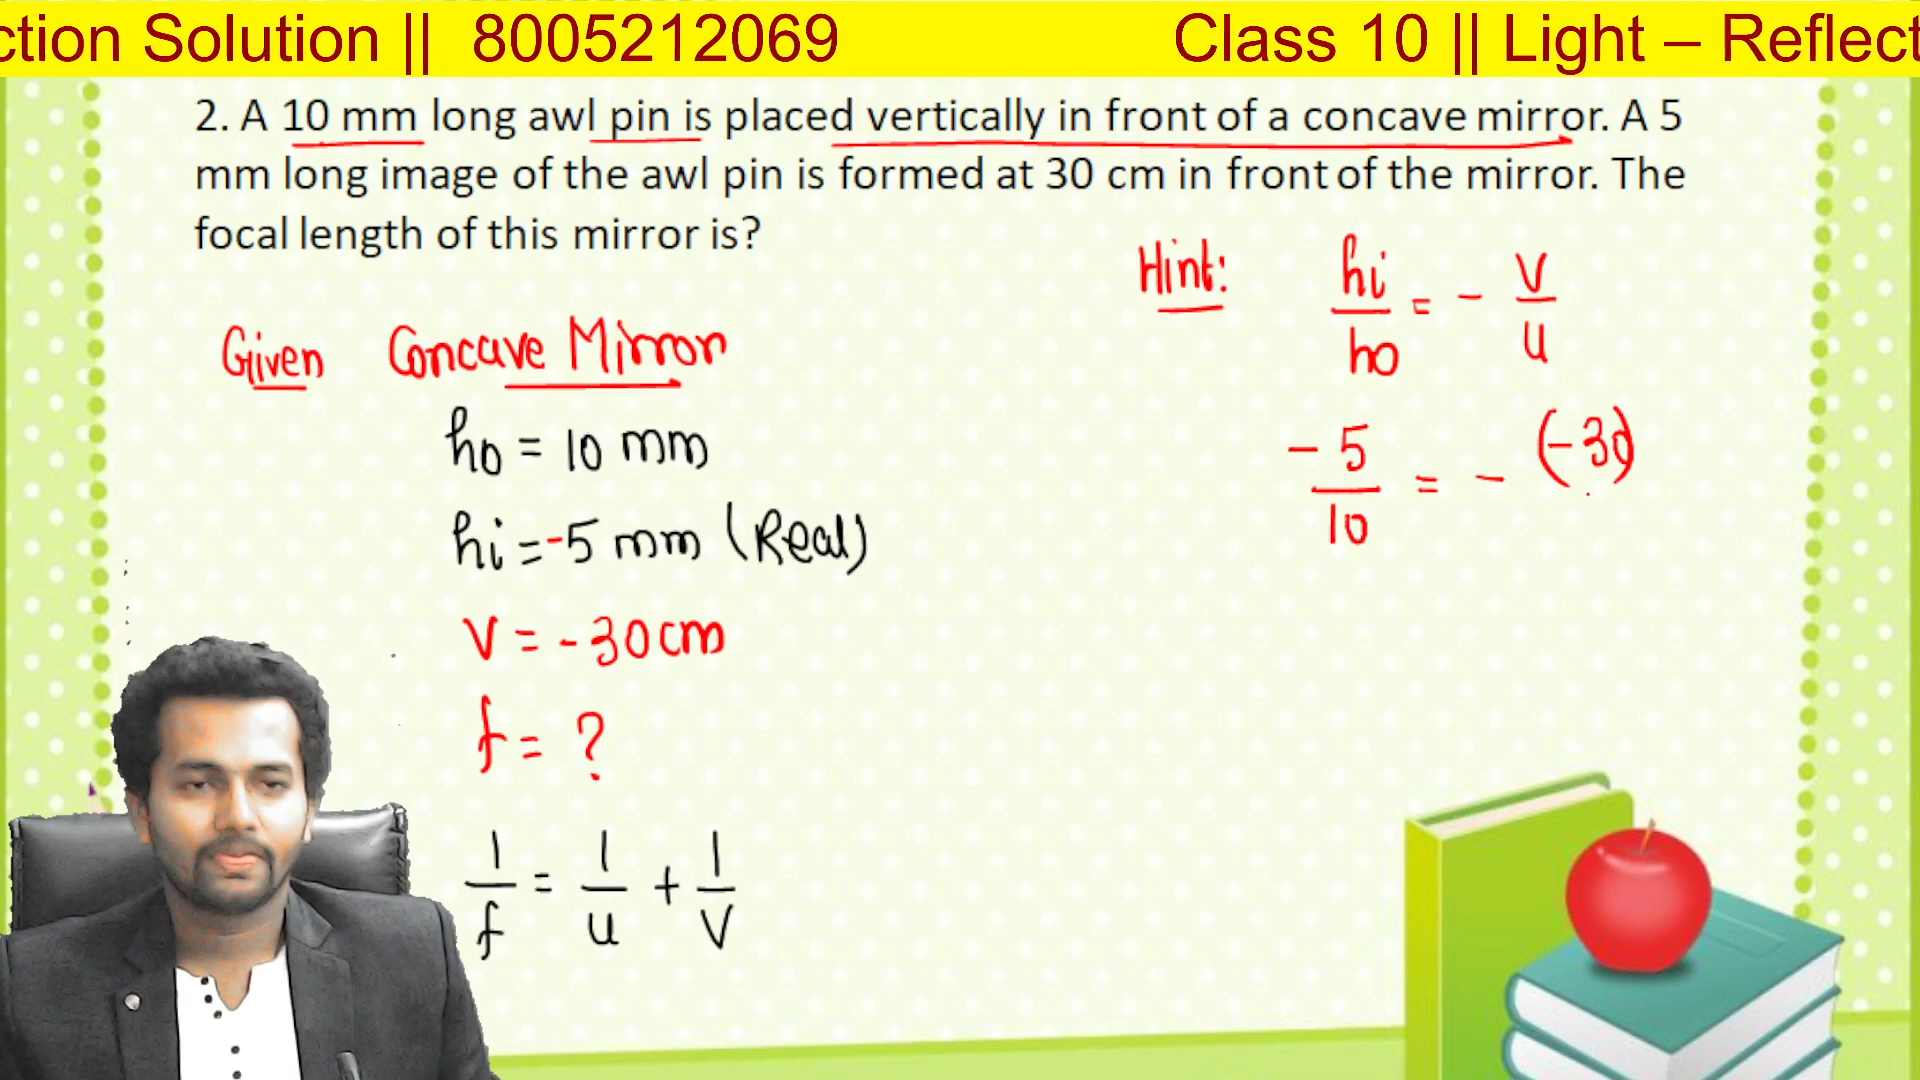 ction Solution || 8005212069 Class 10 || Light – Reflect
2. A 10 mm long awl pin is placed vertically in front of a concave mirror. A 5
mm long image of the awl pin is formed at 30 cm in front of the mirror. The
focal length of this mirror is?
Hint: hi/ho = - v/u
Given Concave Mirror
ho = 10 mm
-5/10 = - (-30)
hi = -5 mm (Real)
v = -30cm
f = ?
1/f = 1/u + 1/v